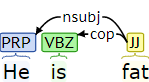 nsubj
cop
PRP VBZ JJ
He is fat